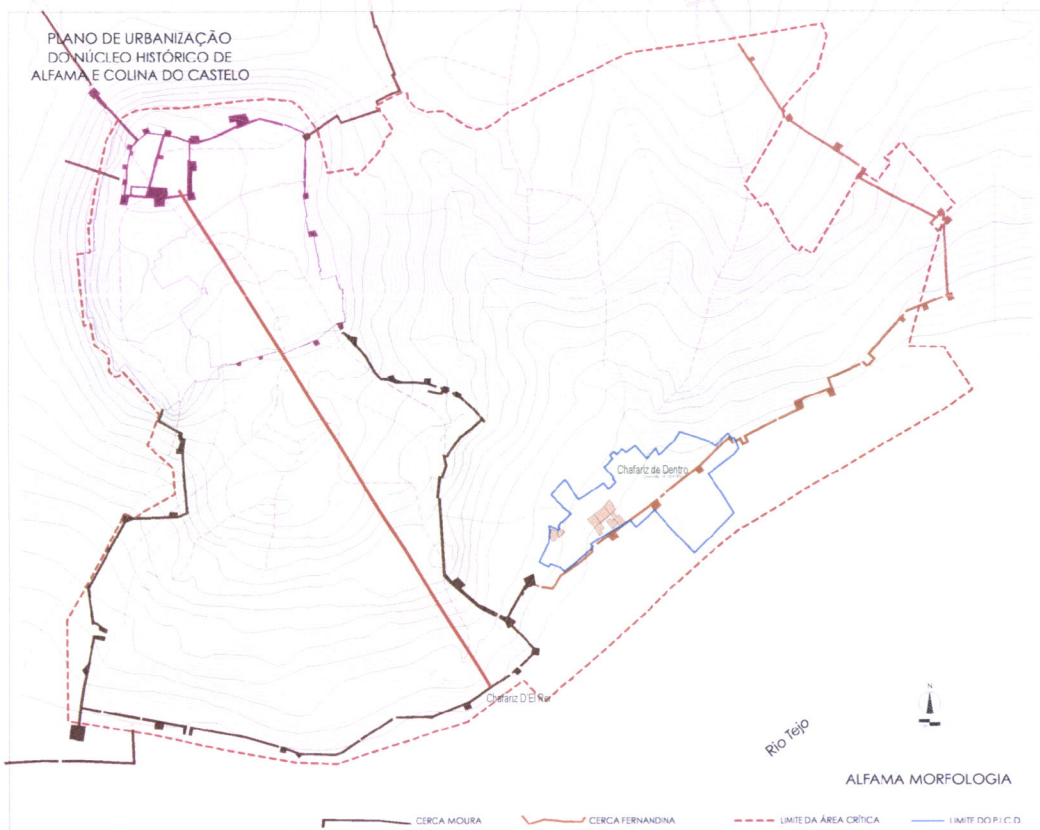 PLANO DE URBANIZAÇÃO
DO NÚCLEO HISTÓRICO DE
ALFAMA E COLINA DO CASTELO
Chafariz de Dentro
Chafariz D'El Rei
N
Rio Tejo
ALFAMA MORFOLOGIA
CERCA MOURA
CERCA FERNANDINA
LIMITE DA ÁREA CRÍTICA
LIMITE DO P.I.C.D.